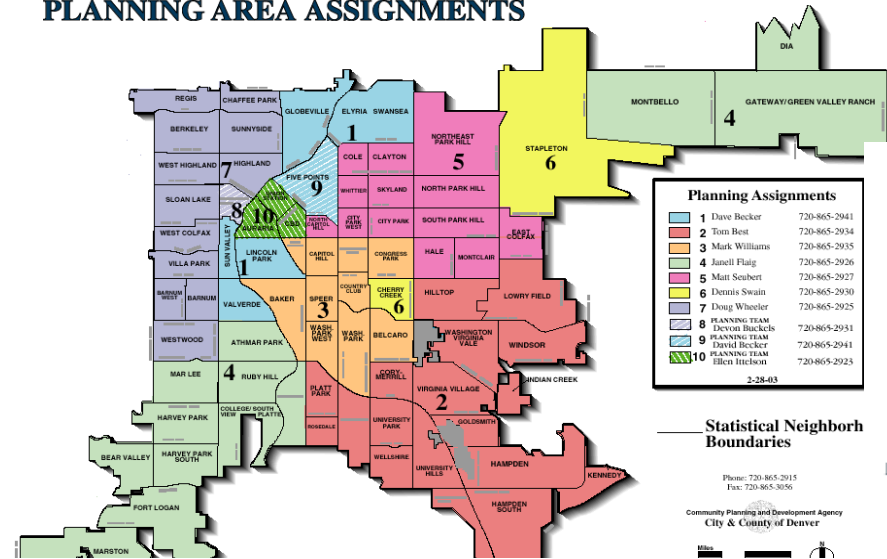 PLANNING AREA ASSIGNMENTS
DIA
REGIS
CHAFFEE PARK
GLOBEVILLE
ELYRIA SWANSEA
MONTBELLO
GATEWAY/GREEN VALLEY RANCH
4
BERKELEY
SUNNYSIDE
1
NORTHEAST
PARK HILL
5
STAPLETON
6
WEST HIGHLAND
HIGHLAND
7
COLE
CLAYTON
FIVE POINTS
9
SLOAN LAKE
UNION
STATION
WHITTIER
SKYLAND
NORTH PARK HILL
8
10
AURARIA
CBD
NORTH
CAPITOL
HILL
CITY
PARK
WEST
CITY PARK
SOUTH PARK HILL
EAST
COLFAX
WEST COLFAX
SUN VALLEY
LINCOLN
PARK
1
CAPITOL
HILL
CONGRESS
PARK
HALE
MONTCLAIR
VILLA PARK
BARNUM
WEST
BARNUM
VALVERDE
BAKER
SPEER
3
COUNTRY
CLUB
CHERRY
CREEK
6
HILLTOP
LOWRY FIELD
WESTWOOD
ATHMAR PARK
WASH.
PARK
WEST
WASH.
PARK
BELCARO
WASHINGTON
VIRGINIA
VALE
WINDSOR
MAR LEE
4
RUBY HILL
PLATT
PARK
CORY-
MERRILL
VIRGINIA VILLAGE
2
INDIAN CREEK
HARVEY PARK
COLLEGE/
VIEW
SOUTH
PLATTE
ROSEDALE
UNIVERSITY
PARK
GOLDSMITH
BEAR VALLEY
HARVEY PARK
SOUTH
WELLSHIRE
UNIVERSITY
HILLS
HAMPDEN
KENNEDY
FORT LOGAN
HAMPDEN
SOUTH
MARSTON
Planning Assignments
1 Dave Becker 720-865-2941
2 Tom Best 720-865-2934
3 Mark Williams 720-865-2935
4 Janell Flaig 720-865-2926
5 Matt Seubert 720-865-2927
6 Dennis Swain 720-865-2930
7 Doug Wheeler 720-865-2925
8 PLANNING TEAM
Devon Buckels 720-865-2931
9 PLANNING TEAM
David Becker 720-865-2941
10 PLANNING TEAM
Ellen Ittelson 720-865-2923
2-28-03
Statistical Neighborh
Boundaries
Phone: 720-865-2915
Fax: 720-865-3056
Community Planning and Development Agency
City & County of Denver
Miles
N